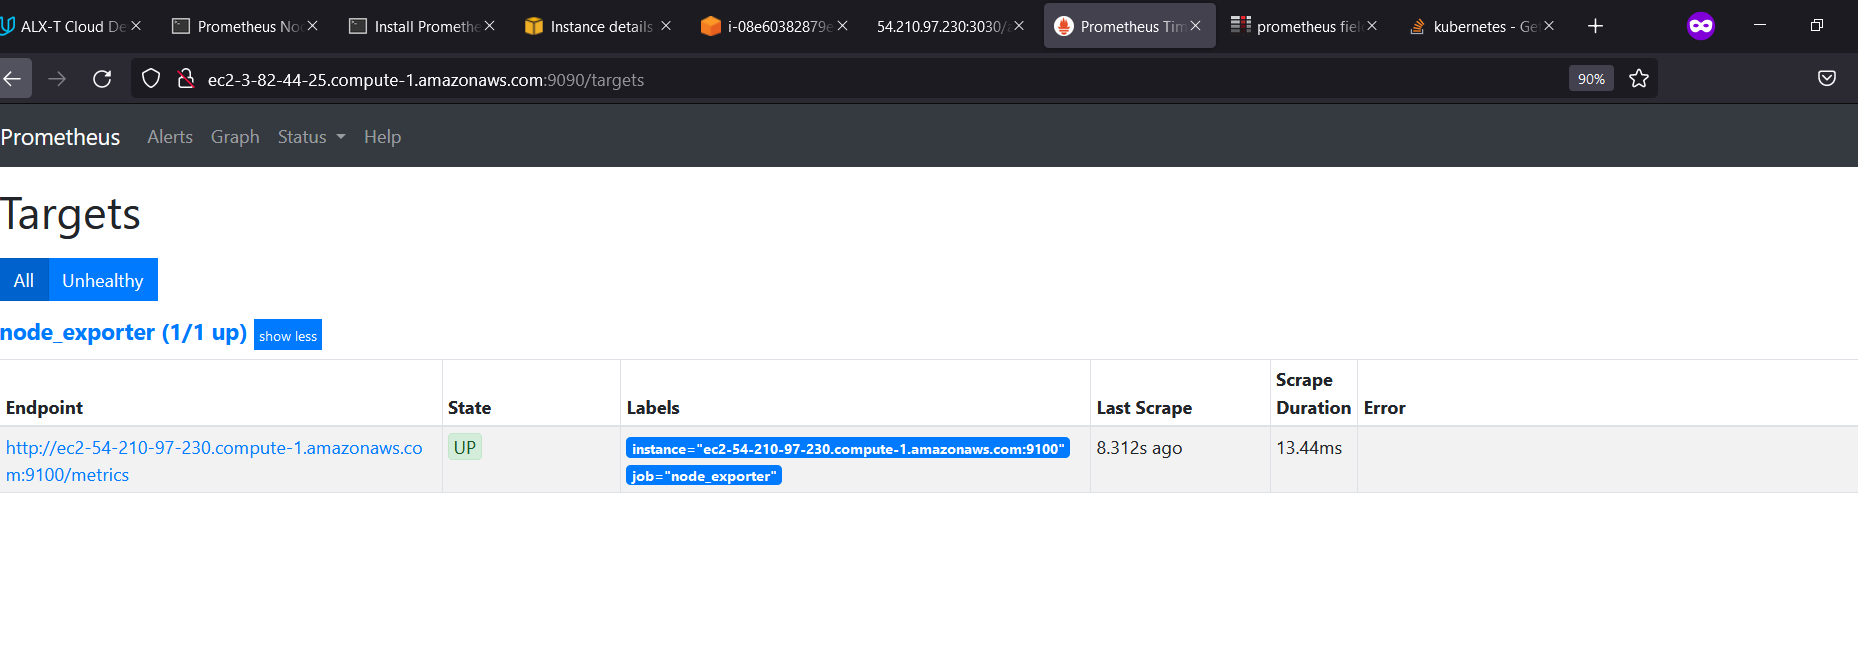 ALX-T Cloud De
Prometheus No
Install Promethe
Instance details
i-08e60382879e
54.210.97.230:3030/
Prometheus Tim
prometheus fiel
kubernetes - Ge
ec2-3-82-44-25.compute-1.amazonaws.com:9090/targets
90%
Prometheus Alerts Graph Status Help
Targets
All Unhealthy
node_exporter (1/1 up) show less
Endpoint State Labels Last Scrape Scrape Duration Error
http://ec2-54-210-97-230.compute-1.amazonaws.co
m:9100/metrics
UP
instance="ec2-54-210-97-230.compute-1.amazonaws.com:9100"
job="node_exporter"
8.312s ago
13.44ms